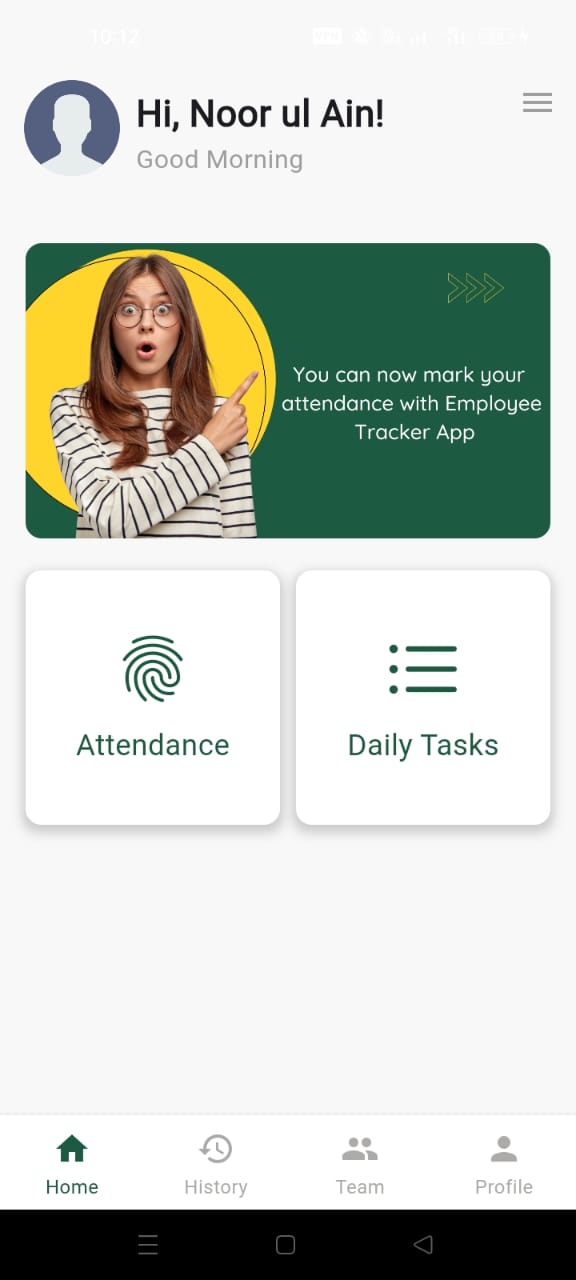 10:12
VPN
Hi, Noor ul Ain!
Good Morning
You can now mark your
attendance with Employee
Tracker App
Attendance
Daily Tasks
Home
History
Team
Profile